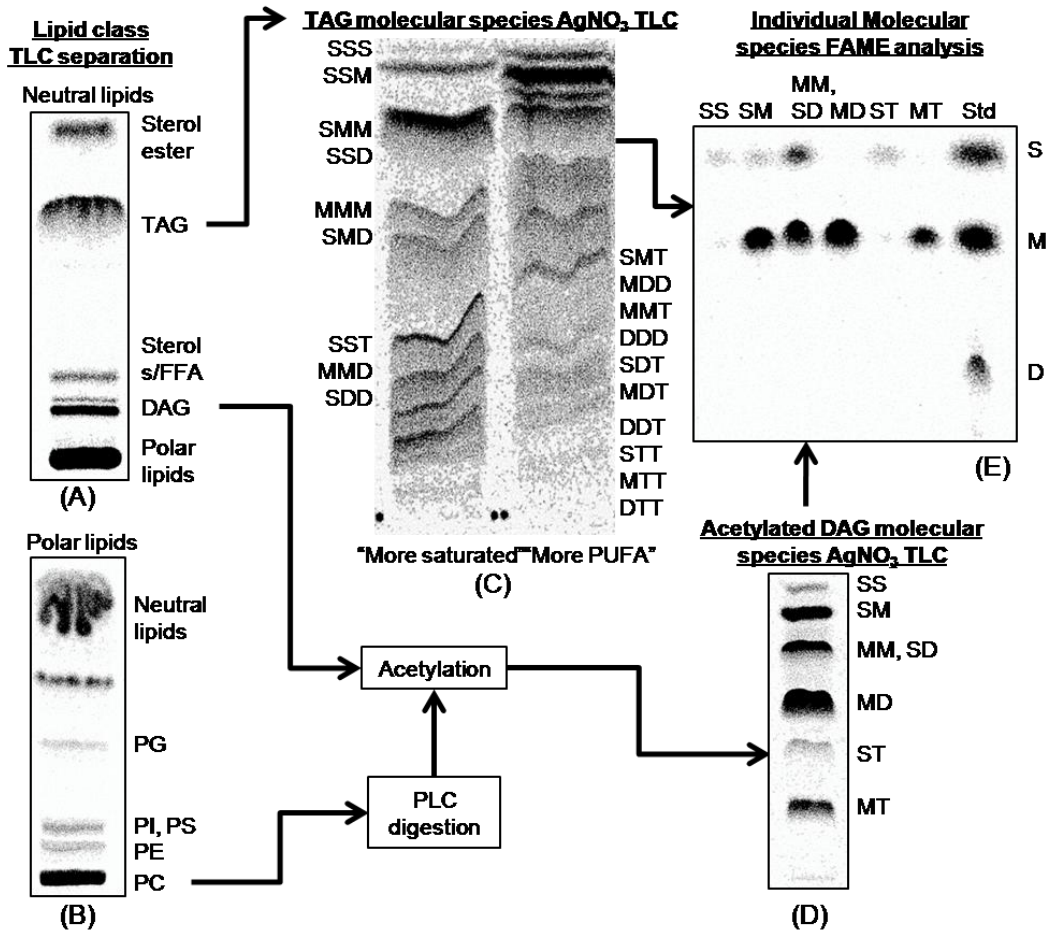 Lipid class
TLC separation
Neutral lipids
Sterol
ester
TAG
Sterol
s/FFA
DAG
Polar
lipids
(A)
Polar lipids
Neutral
lipids
PG
PI, PS
PE
PC
(B)
TAG molecular species AgNO₃ TLC
SSS
SSM
SMM
SSD
MMM
SMD
SST
MMD
SDD
SMT
MDD
MMT
DDD
SDT
MDT
DDT
STT
MTT
DTT
"More saturated" "More PUFA"
(C)
Acetylation
PLC
digestion
Individual Molecular
species FAME analysis
MM,
SS SM SD MD ST MT Std
S
M
D
(E)
Acetylated DAG molecular
species AgNO₃ TLC
SS
SM
MM, SD
MD
ST
MT
(D)